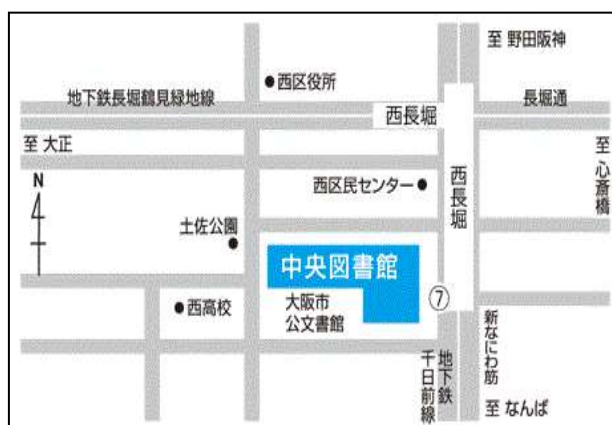 至 野田阪神
西区役所
地下鉄長堀鶴見緑地線
西長堀
長堀通
至 大正
至 心斎橋
N
西区民センター
西長堀
土佐公園
中央図書館
大阪市
公文書館
⑦
西高校
新なにわ筋
地下鉄
千日前線
至 なんば